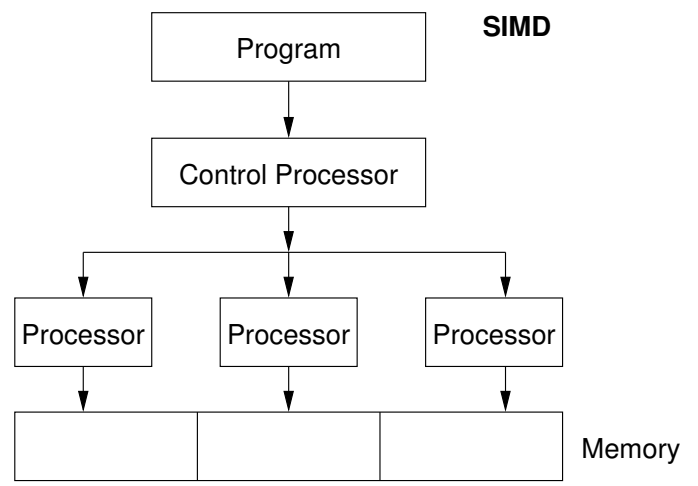 SIMD
Program
Control Processor
Processor
Processor
Processor
Memory